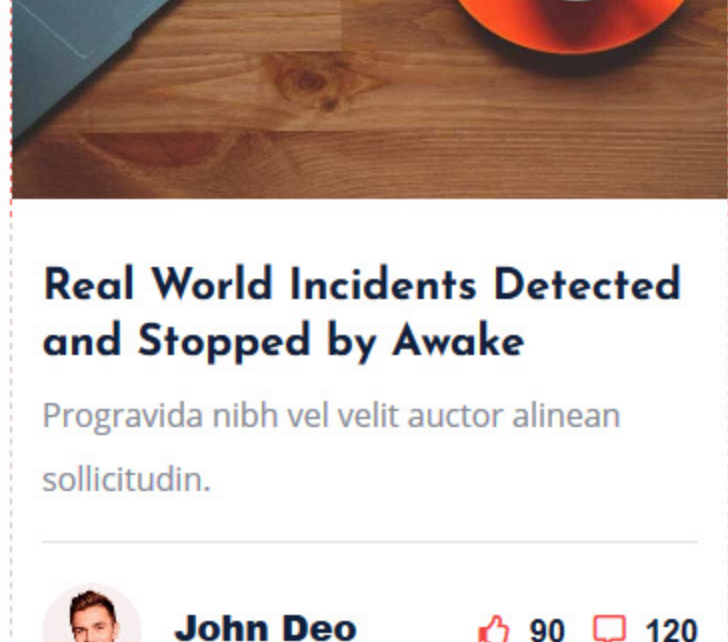 Real World Incidents Detected
and Stopped by Awake
Progravida nibh vel velit auctor alinean
sollicitudin.
John Deo 90 120